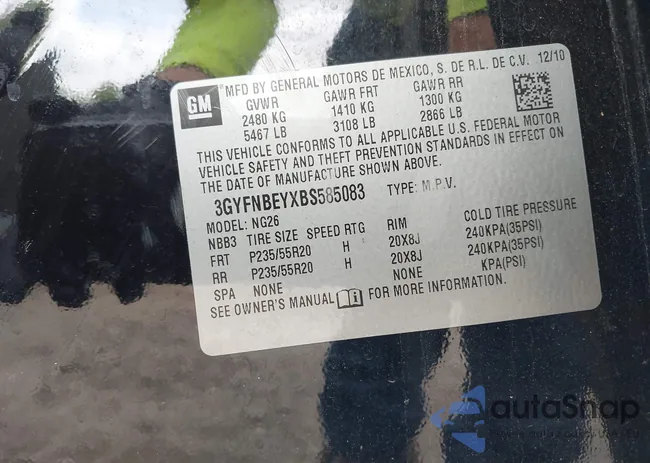 GM
MFD BY GENERAL MOTORS DE MEXICO, S. DE R.L. DE C.V. 12/10
GVWR GAWR FRT GAWR RR
2480 KG 1410 KG 1300 KG
5467 LB 3108 LB 2866 LB
THIS VEHICLE CONFORMS TO ALL APPLICABLE U.S. FEDERAL MOTOR
VEHICLE SAFETY AND THEFT PREVENTION STANDARDS IN EFFECT ON
THE DATE OF MANUFACTURE SHOWN ABOVE.
3GYFNBEYXBS585083 TYPE: M.P.V.
MODEL: NG26
NBB3 TIRE SIZE SPEED RTG RIM COLD TIRE PRESSURE
FRT P235/55R20 H 20X8J 240KPA(35PSI)
RR P235/55R20 H 20X8J 240KPA(35PSI)
SPA NONE NONE KPA(PSI)
SEE OWNER'S MANUAL FOR MORE INFORMATION.
autaSnap